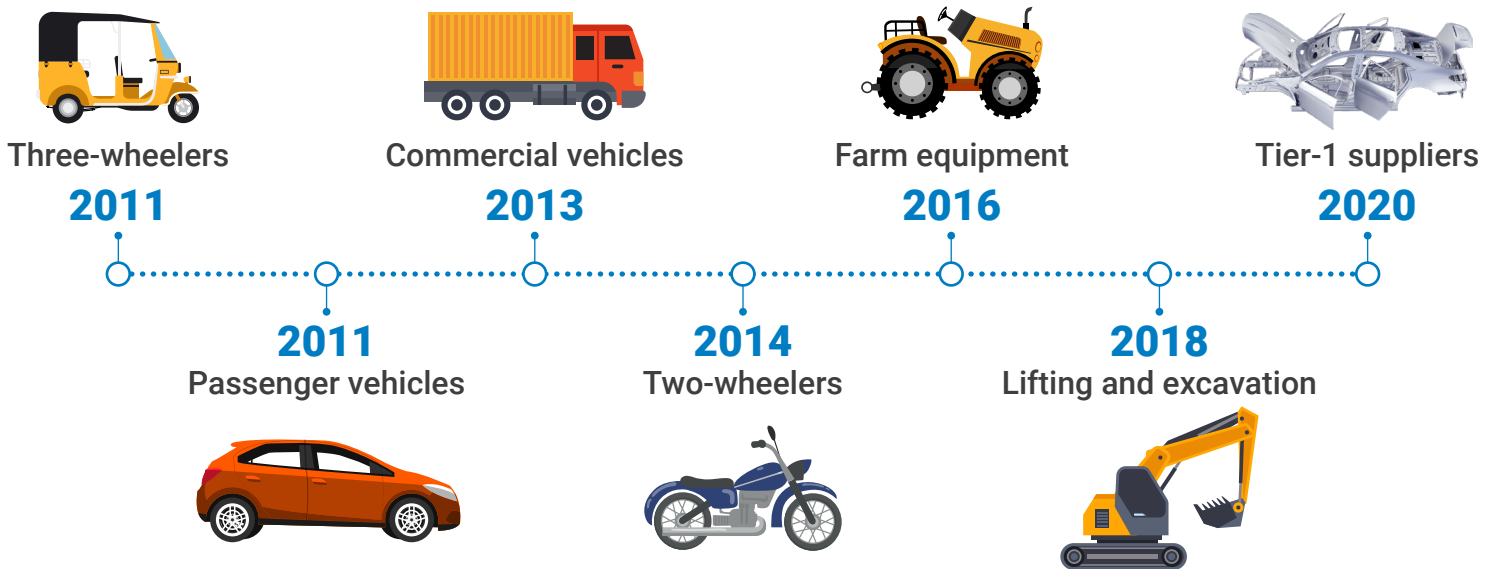 Three-wheelers
2011
Commercial vehicles
2013
Farm equipment
2016
Tier-1 suppliers
2020
2011
Passenger vehicles
2014
Two-wheelers
2018
Lifting and excavation